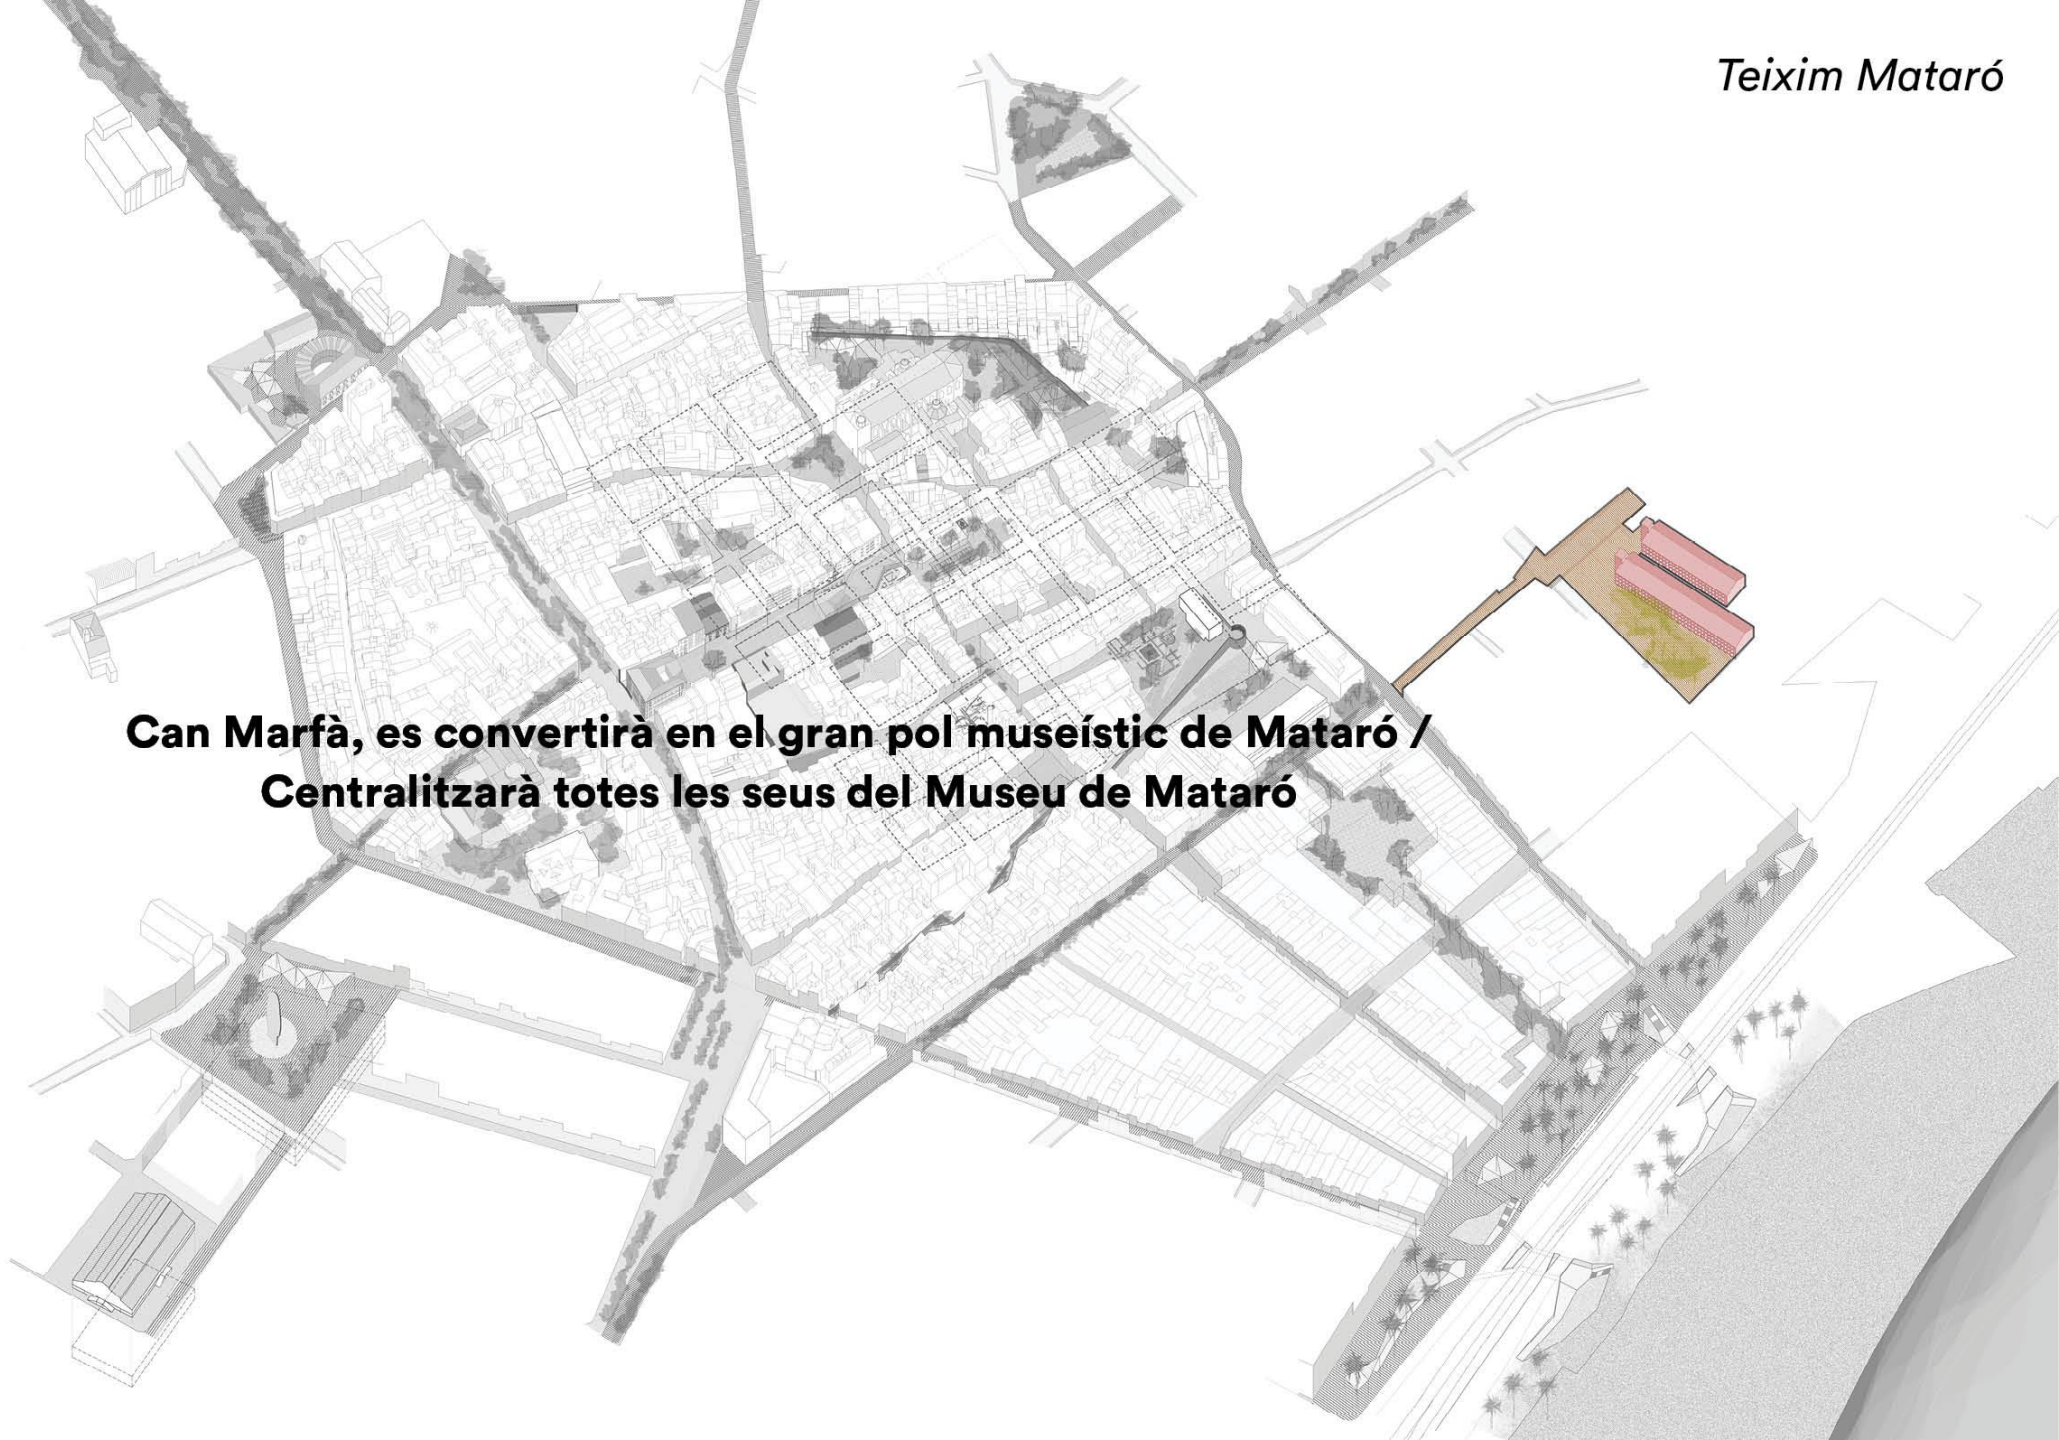 Teixim Mataró
Can Marfà, es convertirà en el gran pol museístic de Mataró /
Centralitzarà totes les seus del Museu de Mataró